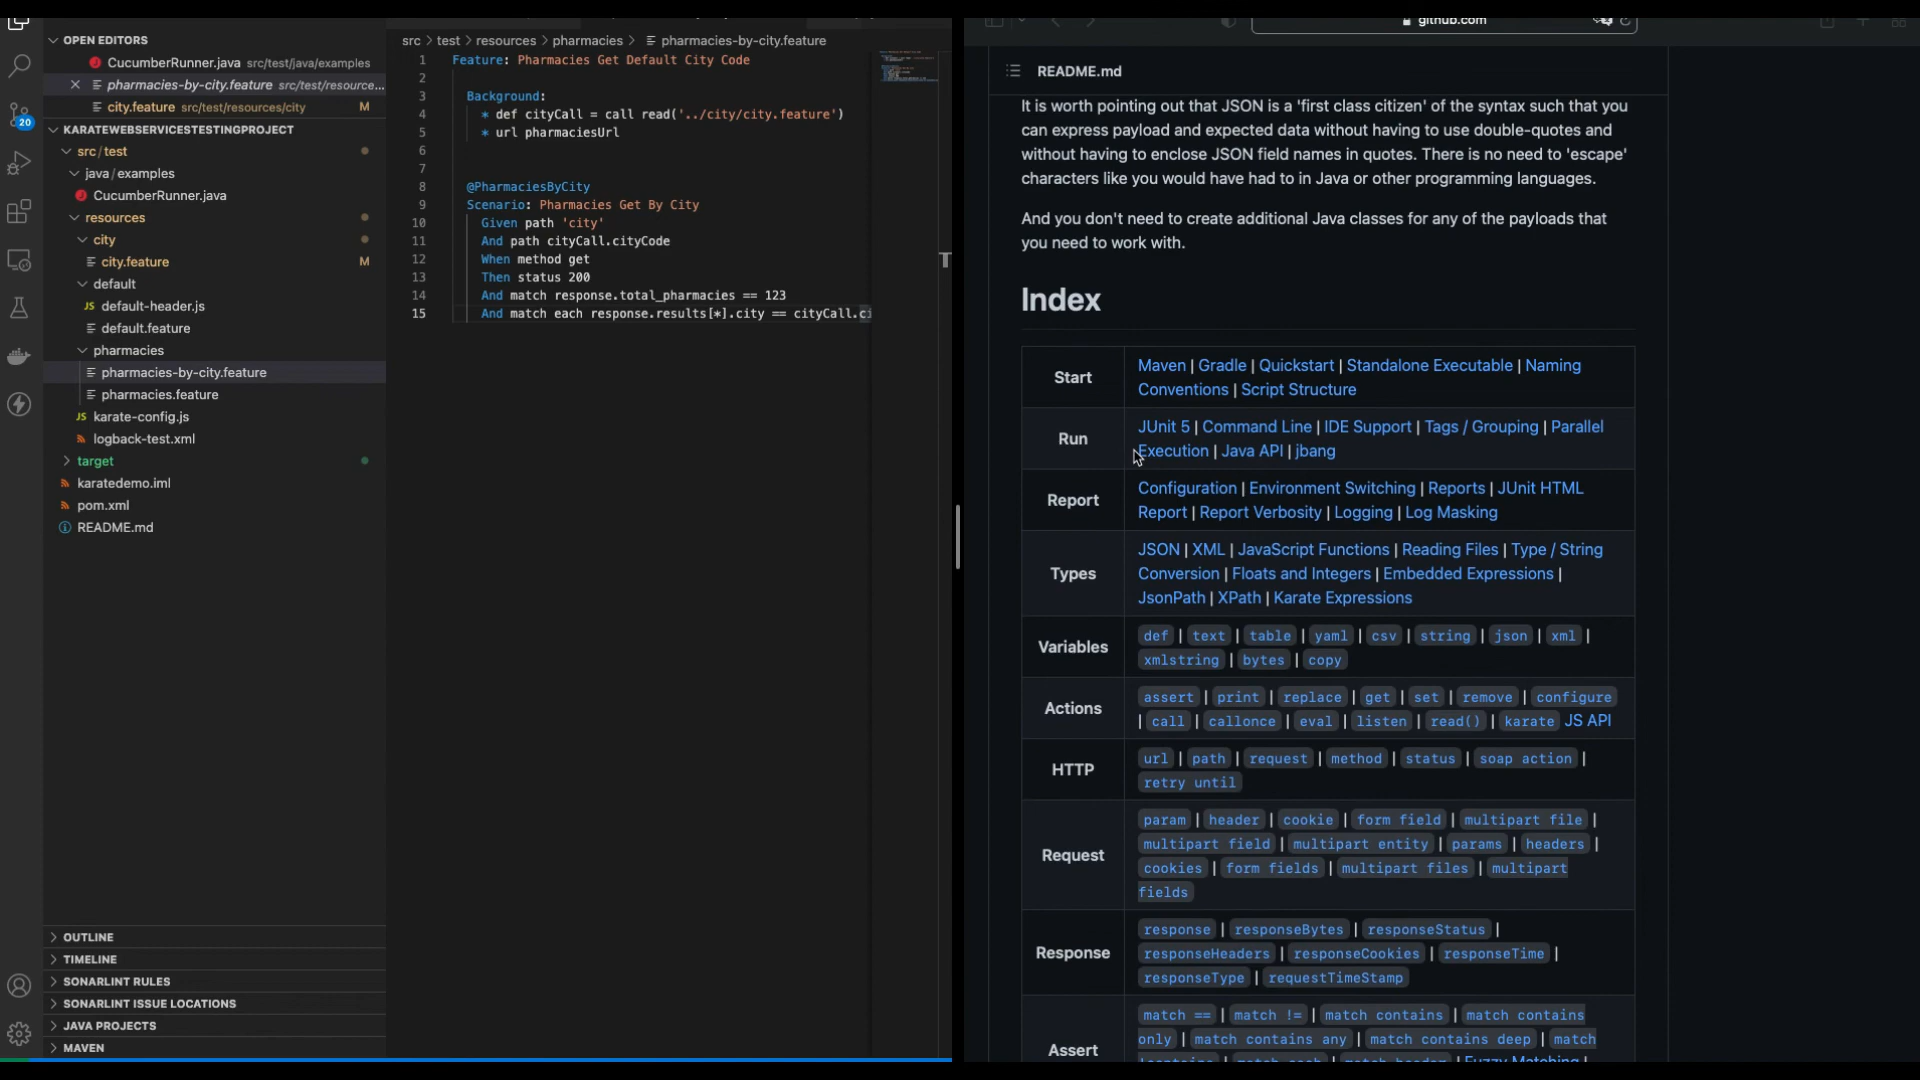 OPEN EDITORS
CucumberRunner.java src/test/java/examples
pharmacies-by-city.feature src/test/resource...
city.feature src/test/resources/city M
20
KARATEWEBSERVICESTESTINGPROJECT
src/test
java/examples
CucumberRunner.java
resources
city
city.feature M
default
default-header.js
default.feature
pharmacies
pharmacies-by-city.feature
pharmacies.feature
karate-config.js
logback-test.xml
target
karatedemo.iml
pom.xml
README.md
OUTLINE
TIMELINE
SONARLINT RULES
SONARLINT ISSUE LOCATIONS
JAVA PROJECTS
MAVEN
src > test > resources > pharmacies > pharmacies-by-city.feature
1 Feature: Pharmacies Get Default City Code
2
3 Background:
4 * def cityCall = call read('../city/city.feature')
5 * url pharmaciesUrl
6
7
8 @PharmaciesByCity
9 Scenario: Pharmacies Get By City
10 Given path 'city'
11 And path cityCall.cityCode
12 When method get
13 Then status 200
14 And match response.total_pharmacies == 123
15 And match each response.results[*].city == cityCall.ci
github.com
README.md
It is worth pointing out that JSON is a 'first class citizen' of the syntax such that you
can express payload and expected data without having to use double-quotes and
without having to enclose JSON field names in quotes. There is no need to 'escape'
characters like you would have had to in Java or other programming languages.
And you don't need to create additional Java classes for any of the payloads that
you need to work with.
Index
Start
Maven | Gradle | Quickstart | Standalone Executable | Naming
Conventions | Script Structure
Run
JUnit 5 | Command Line | IDE Support | Tags / Grouping | Parallel
Execution | Java API | jbang
Report
Configuration | Environment Switching | Reports | JUnit HTML
Report | Report Verbosity | Logging | Log Masking
Types
JSON | XML | JavaScript Functions | Reading Files | Type / String
Conversion | Floats and Integers | Embedded Expressions |
JsonPath | XPath | Karate Expressions
Variables
def | text | table | yaml | csv | string | json | xml |
xmlstring | bytes | copy
Actions
assert | print | replace | get | set | remove | configure
| call | callonce | eval | listen | read() | karate JS API
HTTP
url | path | request | method | status | soap action |
retry until
Request
param | header | cookie | form field | multipart file |
multipart field | multipart entity | params | headers |
cookies | form fields | multipart files | multipart
fields
Response
response | responseBytes | responseStatus |
responseHeaders | responseCookies | responseTime |
responseType | requestTimeStamp
Assert
match == | match != | match contains | match contains
only | match contains any | match contains deep | match